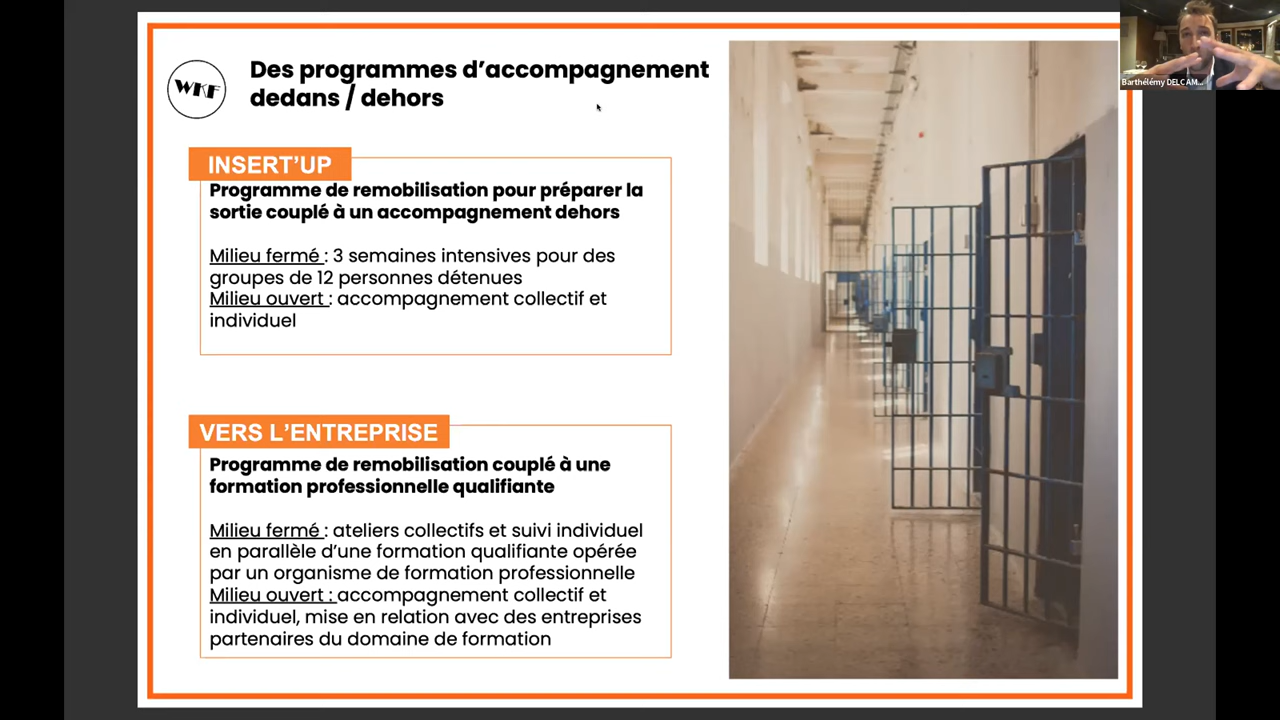 WKF
Des programmes d’accompagnement
dedans / dehors
INSERT’UP
Programme de remobilisation pour préparer la
sortie couplé à un accompagnement dehors
Milieu fermé : 3 semaines intensives pour des
groupes de 12 personnes détenues
Milieu ouvert : accompagnement collectif et
individuel
VERS L’ENTREPRISE
Programme de remobilisation couplé à une
formation professionnelle qualifiante
Milieu fermé : ateliers collectifs et suivi individuel
en parallèle d’une formation qualifiante opérée
par un organisme de formation professionnelle
Milieu ouvert : accompagnement collectif et
individuel, mise en relation avec des entreprises
partenaires du domaine de formation
Barthélémy DELCAM...